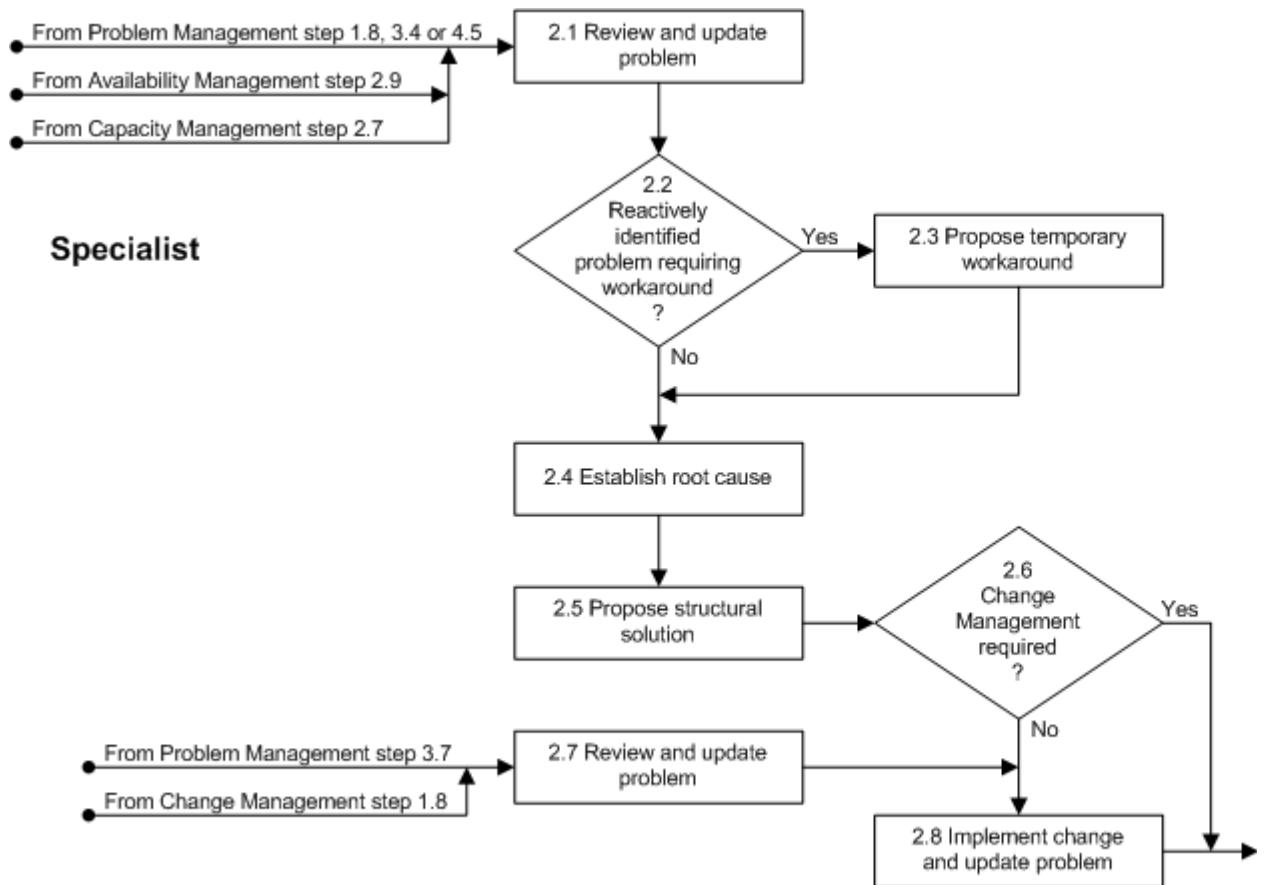 From Problem Management step 1.8, 3.4 or 4.5
2.1 Review and update
problem
From Availability Management step 2.9
From Capacity Management step 2.7
2.2
Reactively
identified
problem requiring
workaround
?
Yes
2.3 Propose temporary
workaround
Specialist
No
2.4 Establish root cause
2.5 Propose structural
solution
2.6
Change
Management
required
?
Yes
No
From Problem Management step 3.7
2.7 Review and update
problem
From Change Management step 1.8
2.8 Implement change
and update problem